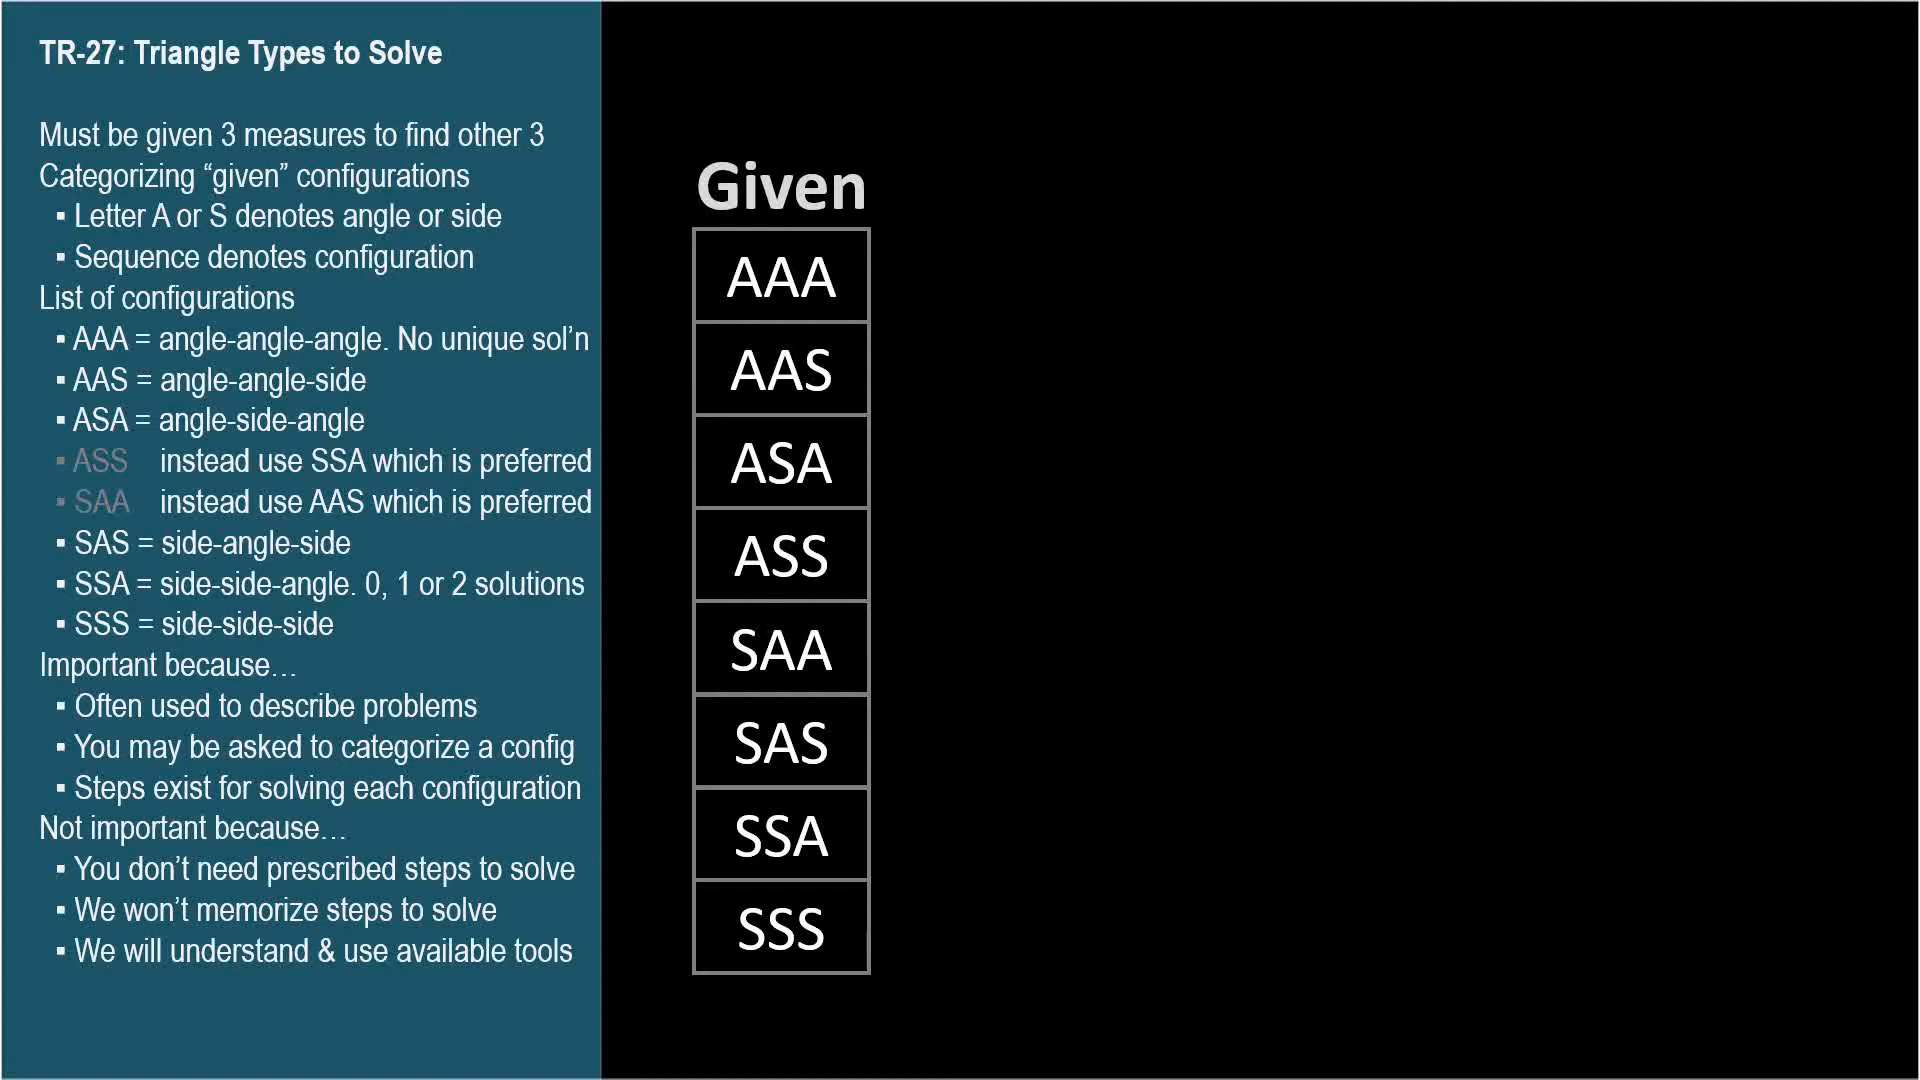 TR-27: Triangle Types to Solve
Must be given 3 measures to find other 3
Categorizing “given” configurations
▪ Letter A or S denotes angle or side
▪ Sequence denotes configuration
List of configurations
▪ AAA = angle-angle-angle. No unique sol’n
▪ AAS = angle-angle-side
▪ ASA = angle-side-angle
▪ ASS instead use SSA which is preferred
▪ SAA instead use AAS which is preferred
▪ SAS = side-angle-side
▪ SSA = side-side-angle. 0, 1 or 2 solutions
▪ SSS = side-side-side
Important because…
▪ Often used to describe problems
▪ You may be asked to categorize a config
▪ Steps exist for solving each configuration
Not important because…
▪ You don’t need prescribed steps to solve
▪ We won’t memorize steps to solve
▪ We will understand & use available tools
Given
AAA
AAS
ASA
ASS
SAA
SAS
SSA
SSS